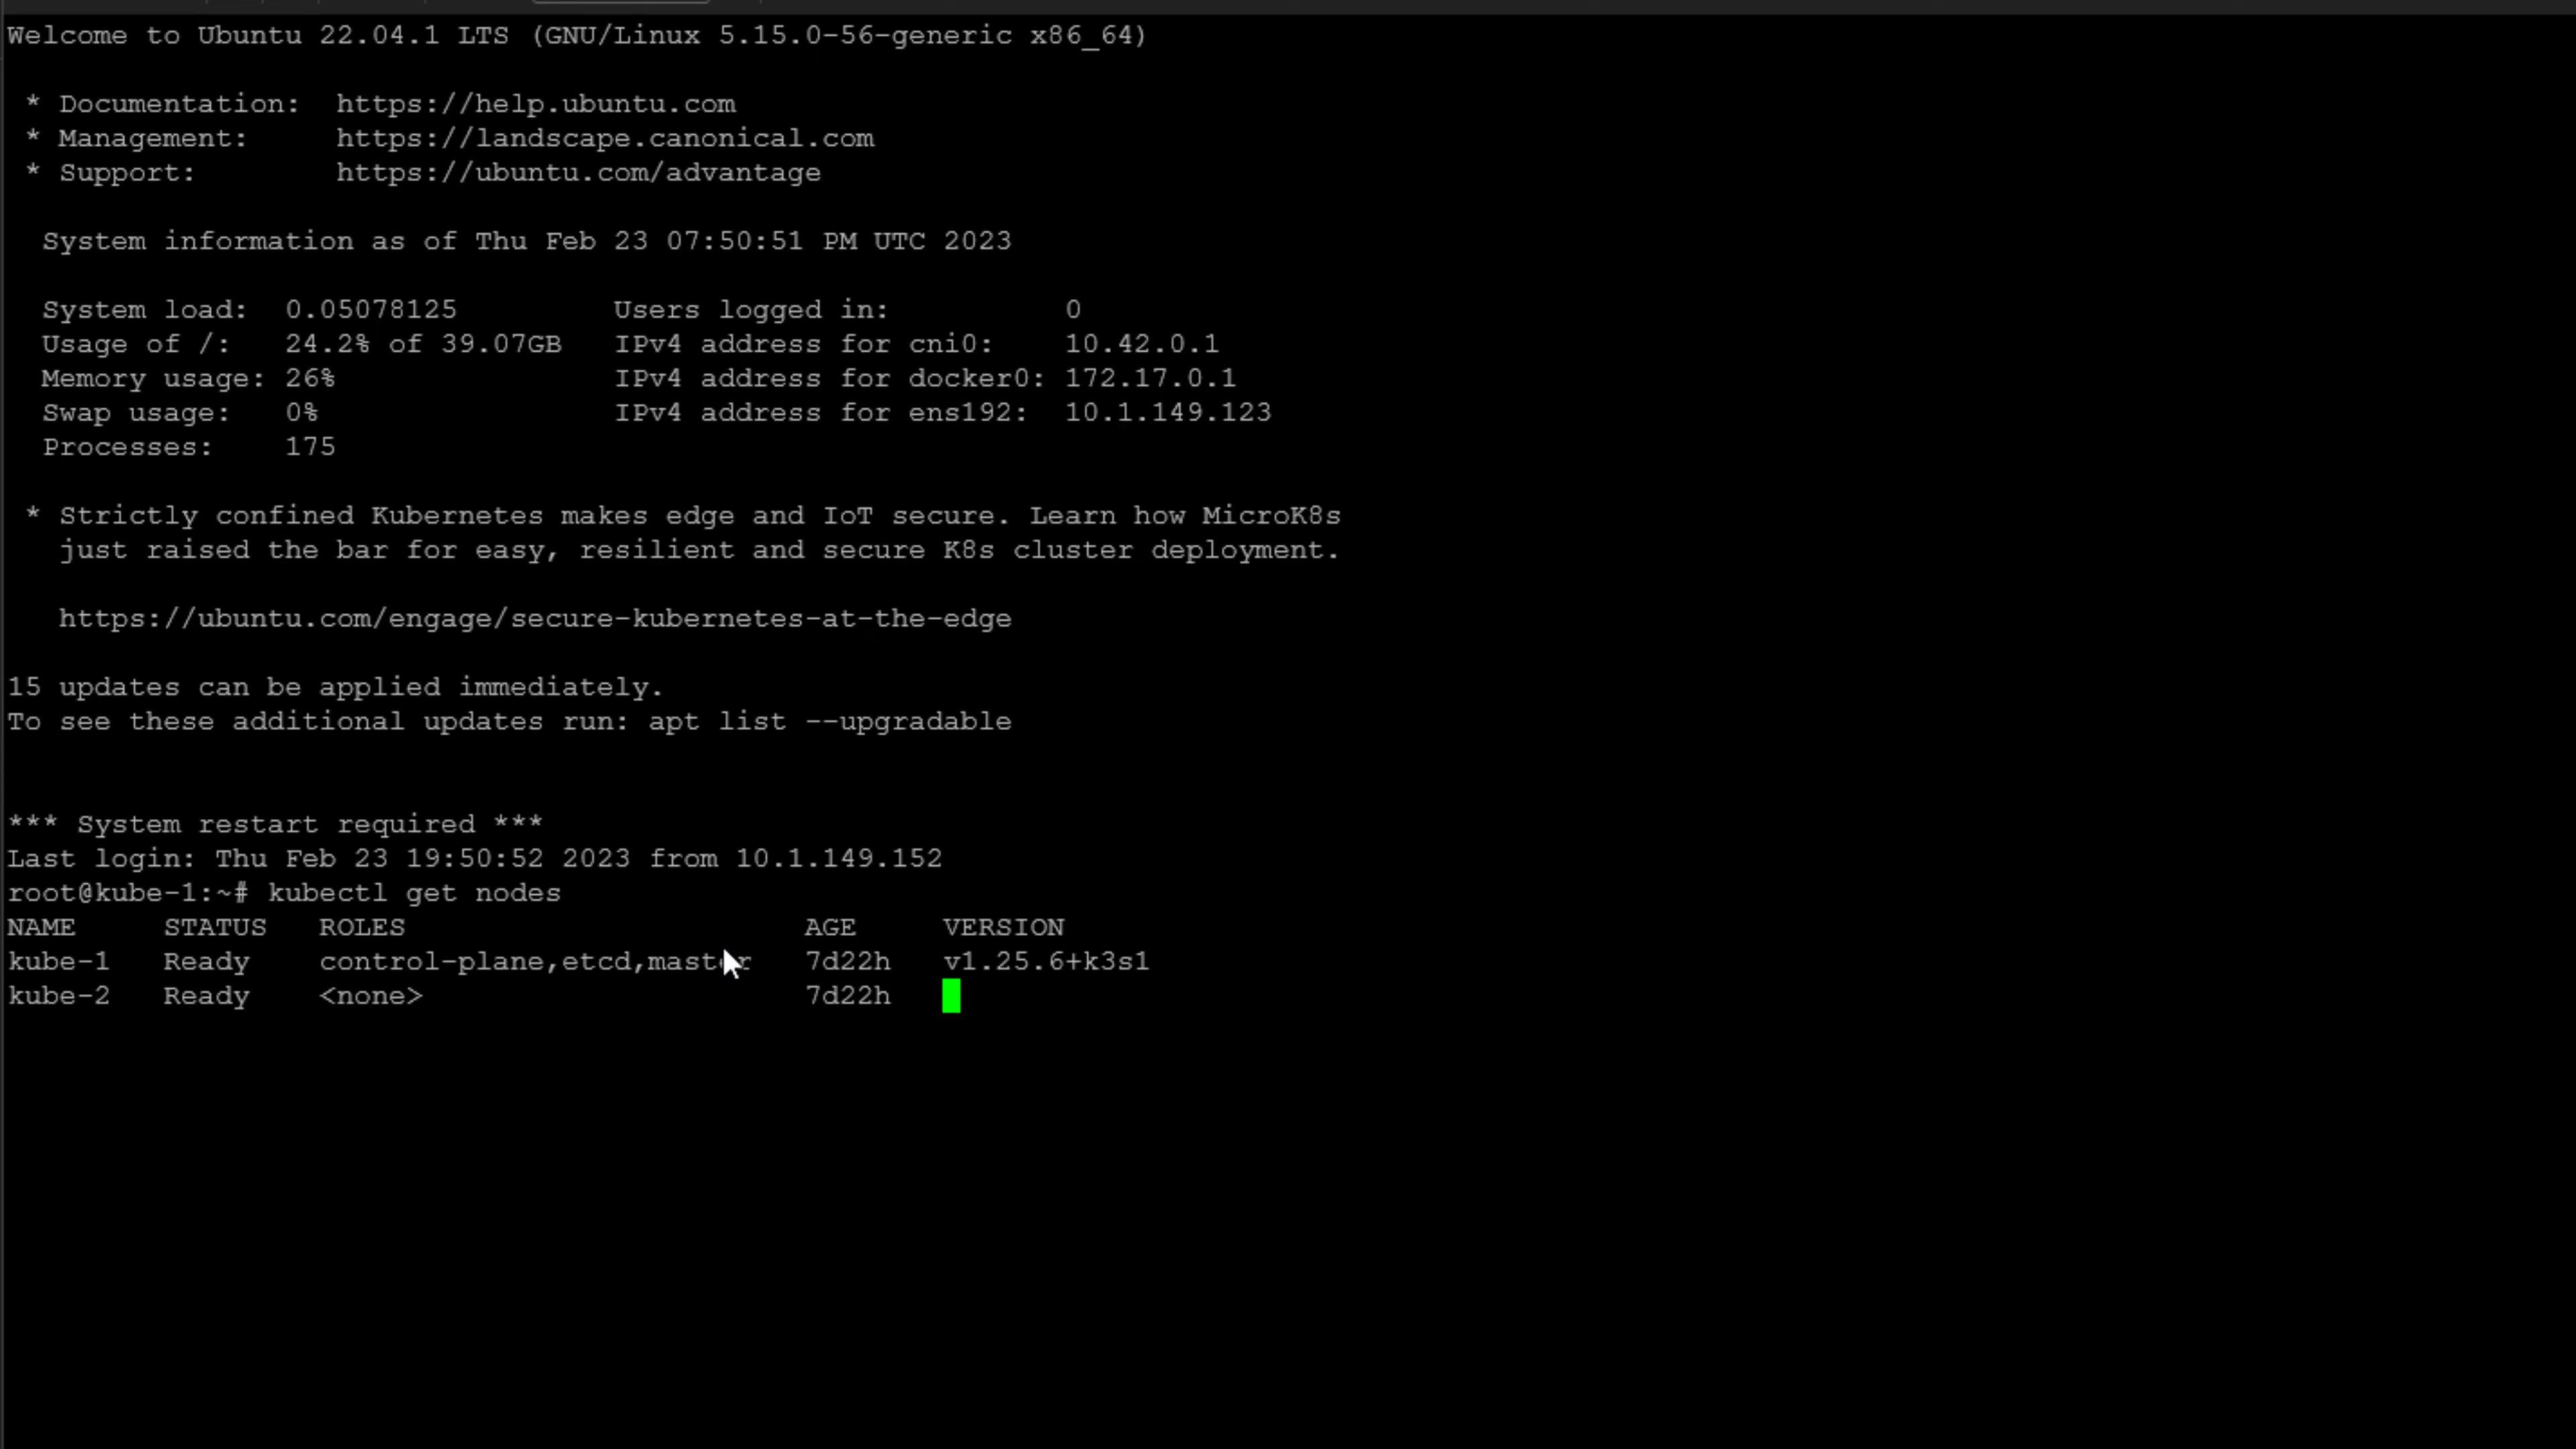 Welcome to Ubuntu 22.04.1 LTS (GNU/Linux 5.15.0-56-generic x86_64)
* Documentation:  https://help.ubuntu.com
* Management:     https://landscape.canonical.com
* Support:        https://ubuntu.com/advantage
System information as of Thu Feb 23 07:50:51 PM UTC 2023
System load:  0.05078125         Users logged in:          0
Usage of /:   24.2% of 39.07GB   IPv4 address for cni0:    10.42.0.1
Memory usage: 26%                IPv4 address for docker0: 172.17.0.1
Swap usage:   0%                 IPv4 address for ens192:  10.1.149.123
Processes:    175
* Strictly confined Kubernetes makes edge and IoT secure. Learn how MicroK8s
just raised the bar for easy, resilient and secure K8s cluster deployment.
https://ubuntu.com/engage/secure-kubernetes-at-the-edge
15 updates can be applied immediately.
To see these additional updates run: apt list --upgradable
*** System restart required ***
Last login: Thu Feb 23 19:50:52 2023 from 10.1.149.152
root@kube-1:~# kubectl get nodes
NAME     STATUS   ROLES                       AGE     VERSION
kube-1   Ready    control-plane,etcd,master   7d22h   v1.25.6+k3s1
kube-2   Ready    <none>                      7d22h